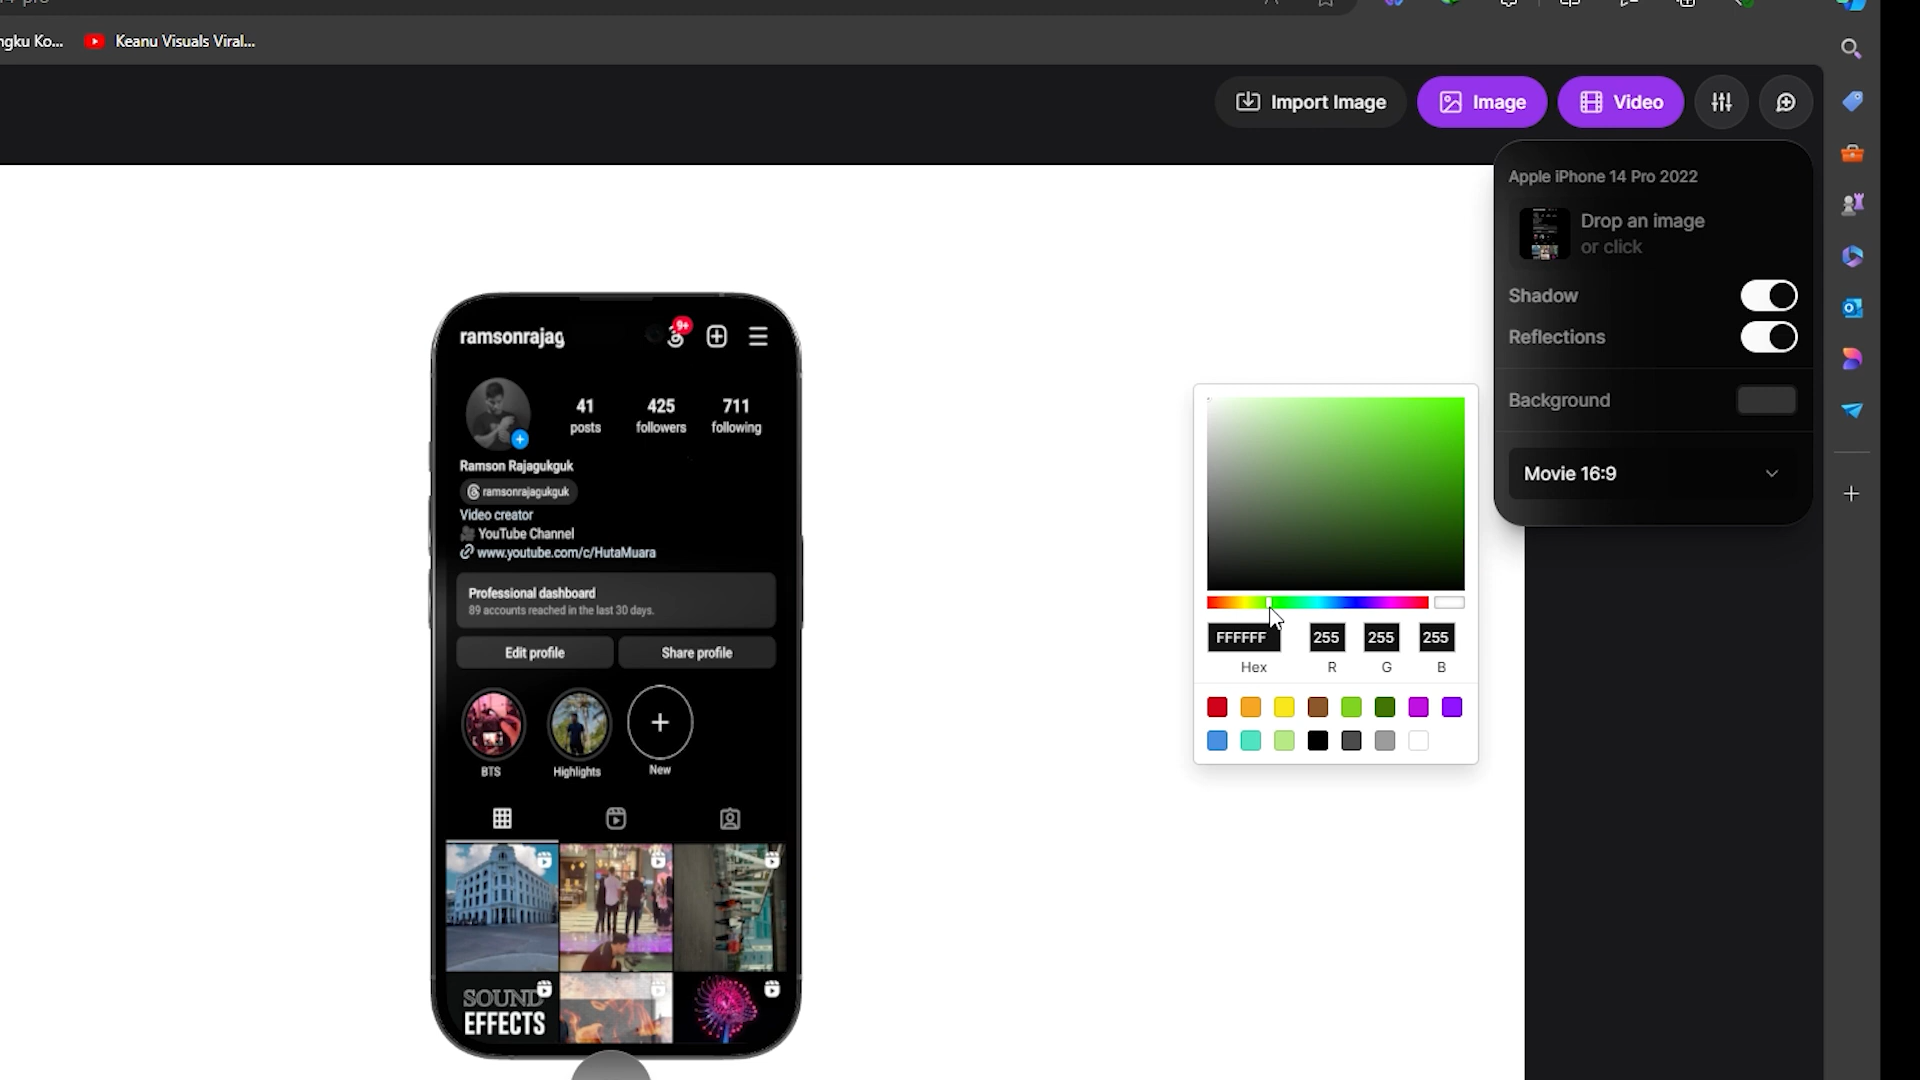 ngku Ko...
Keanu Visuals Viral...
Import Image
Image
Video
Apple iPhone 14 Pro 2022
Drop an image
or click
Shadow
Reflections
Background
Movie 16:9
FFFFFF
255
255
255
Hex
R
G
B
ramsonrajag
9+
41
425
711
posts
followers
following
Ramson Rajagukguk
ramsonrajagukguk
Video creator
YouTube Channel
www.youtube.com/c/HutaMuara
Professional dashboard
89 accounts reached in the last 30 days.
Edit profile
Share profile
BTS
Highlights
New
SOUND
EFFECTS